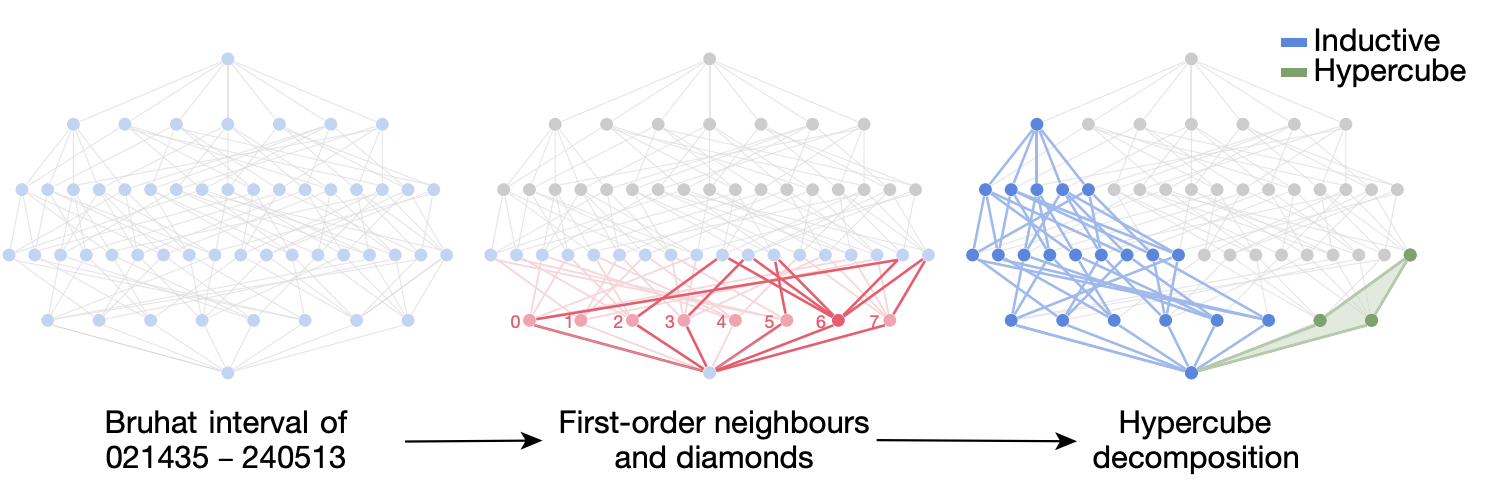 Inductive
Hypercube
0 1 2 3 4 5 6 7
Bruhat interval of
021435 – 240513
First-order neighbours
and diamonds
Hypercube
decomposition